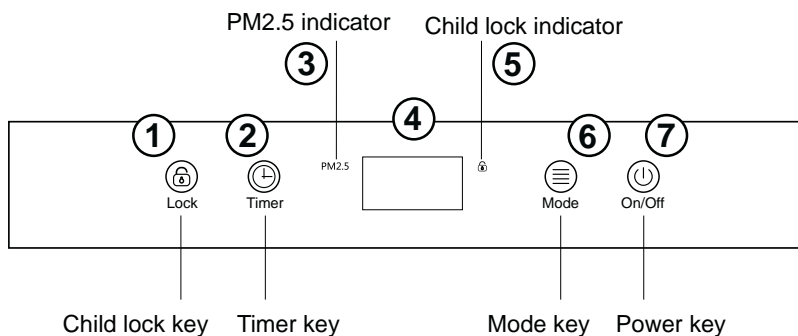 PM2.5 indicator
Child lock indicator
3
5
4
1
2
6
7
PM2.5
Lock
Timer
Mode
On/Off
Child lock key
Timer key
Mode key
Power key